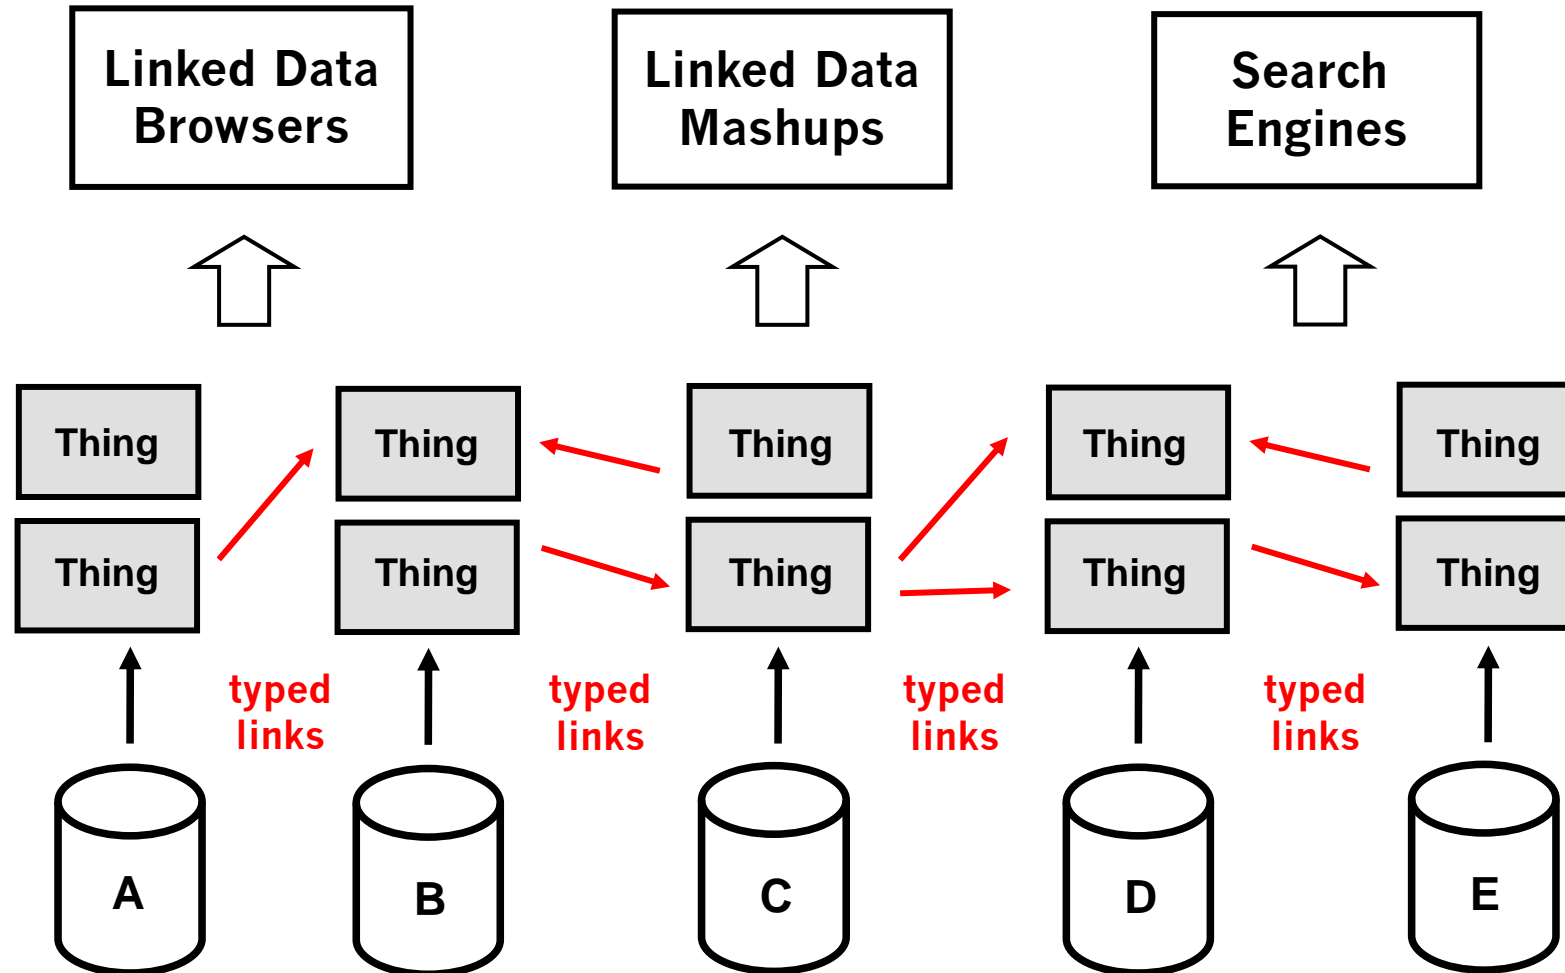 Linked Data
Browsers
Linked Data
Mashups
Search
Engines
Thing
Thing
Thing
Thing
Thing
Thing
Thing
Thing
Thing
Thing
typed
links
typed
links
typed
links
typed
links
A
B
C
D
E